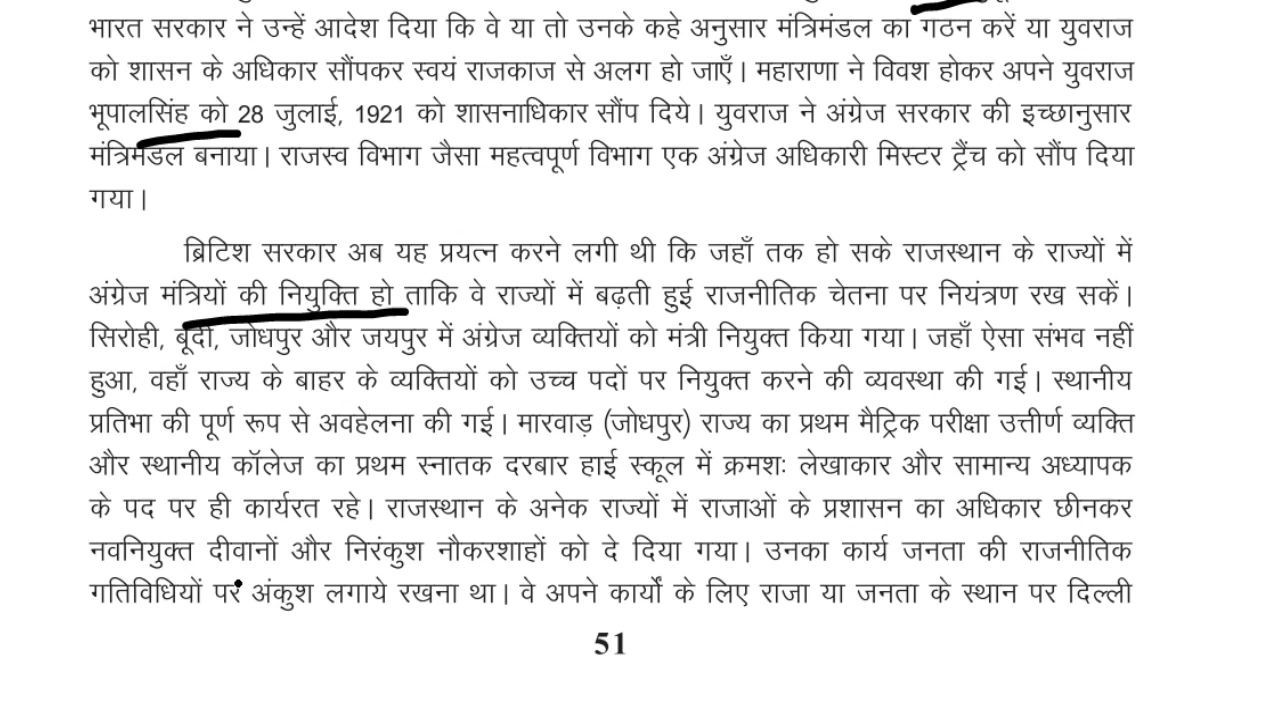 भारत सरकार ने उन्हें आदेश दिया कि वे या तो उनके कहे अनुसार मंत्रिमंडल का गठन करें या युवराज
को शासन के अधिकार सौंपकर स्वयं राजकाज से अलग हो जाएँ। महाराणा ने विवश होकर अपने युवराज
भूपालसिंह को 28 जुलाई, 1921 को शासनाधिकार सौंप दिये। युवराज ने अंग्रेज सरकार की इच्छानुसार
मंत्रिमंडल बनाया। राजस्व विभाग जैसा महत्वपूर्ण विभाग एक अंग्रेज अधिकारी मिस्टर ट्रैंच को सौंप दिया
गया।
ब्रिटिश सरकार अब यह प्रयत्न करने लगी थी कि जहाँ तक हो सके राजस्थान के राज्यों में
अंग्रेज मंत्रियों की नियुक्ति हो ताकि वे राज्यों में बढ़ती हुई राजनीतिक चेतना पर नियंत्रण रख सकें।
सिरोही, बूंदी, जोधपुर और जयपुर में अंग्रेज व्यक्तियों को मंत्री नियुक्त किया गया। जहाँ ऐसा संभव नहीं
हुआ, वहाँ राज्य के बाहर के व्यक्तियों को उच्च पदों पर नियुक्त करने की व्यवस्था की गई। स्थानीय
प्रतिभा की पूर्ण रूप से अवहेलना की गई। मारवाड़ (जोधपुर) राज्य का प्रथम मैट्रिक परीक्षा उत्तीर्ण व्यक्ति
और स्थानीय कॉलेज का प्रथम स्नातक दरबार हाई स्कूल में क्रमशः लेखाकार और सामान्य अध्यापक
के पद पर ही कार्यरत रहे। राजस्थान के अनेक राज्यों में राजाओं के प्रशासन का अधिकार छीनकर
नवनियुक्त दीवानों और निरंकुश नौकरशाहों को दे दिया गया। उनका कार्य जनता की राजनीतिक
गतिविधियों पर अंकुश लगाये रखना था। वे अपने कार्यों के लिए राजा या जनता के स्थान पर दिल्ली
51